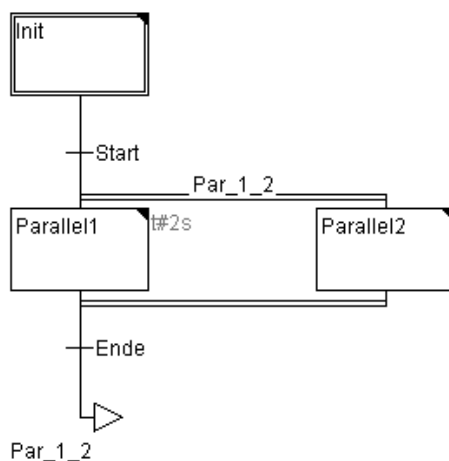 Init
Start
Par_1_2
Parallel1
t#2s
Parallel2
Ende
Par_1_2